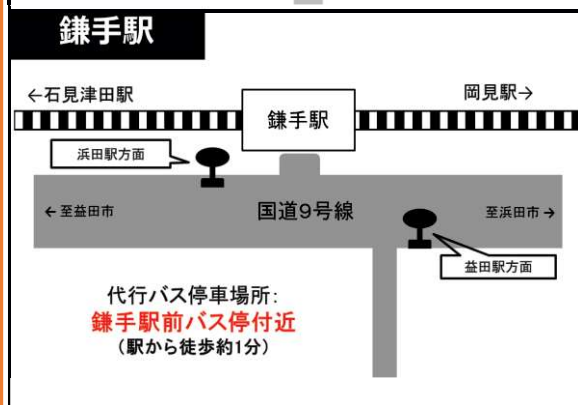 鎌手駅
←石見津田駅
岡見駅→
鎌手駅
浜田駅方面
←至益田市
国道9号線
至浜田市→
益田駅方面
代行バス停車場所：
鎌手駅前バス停付近
（駅から徒歩約1分）